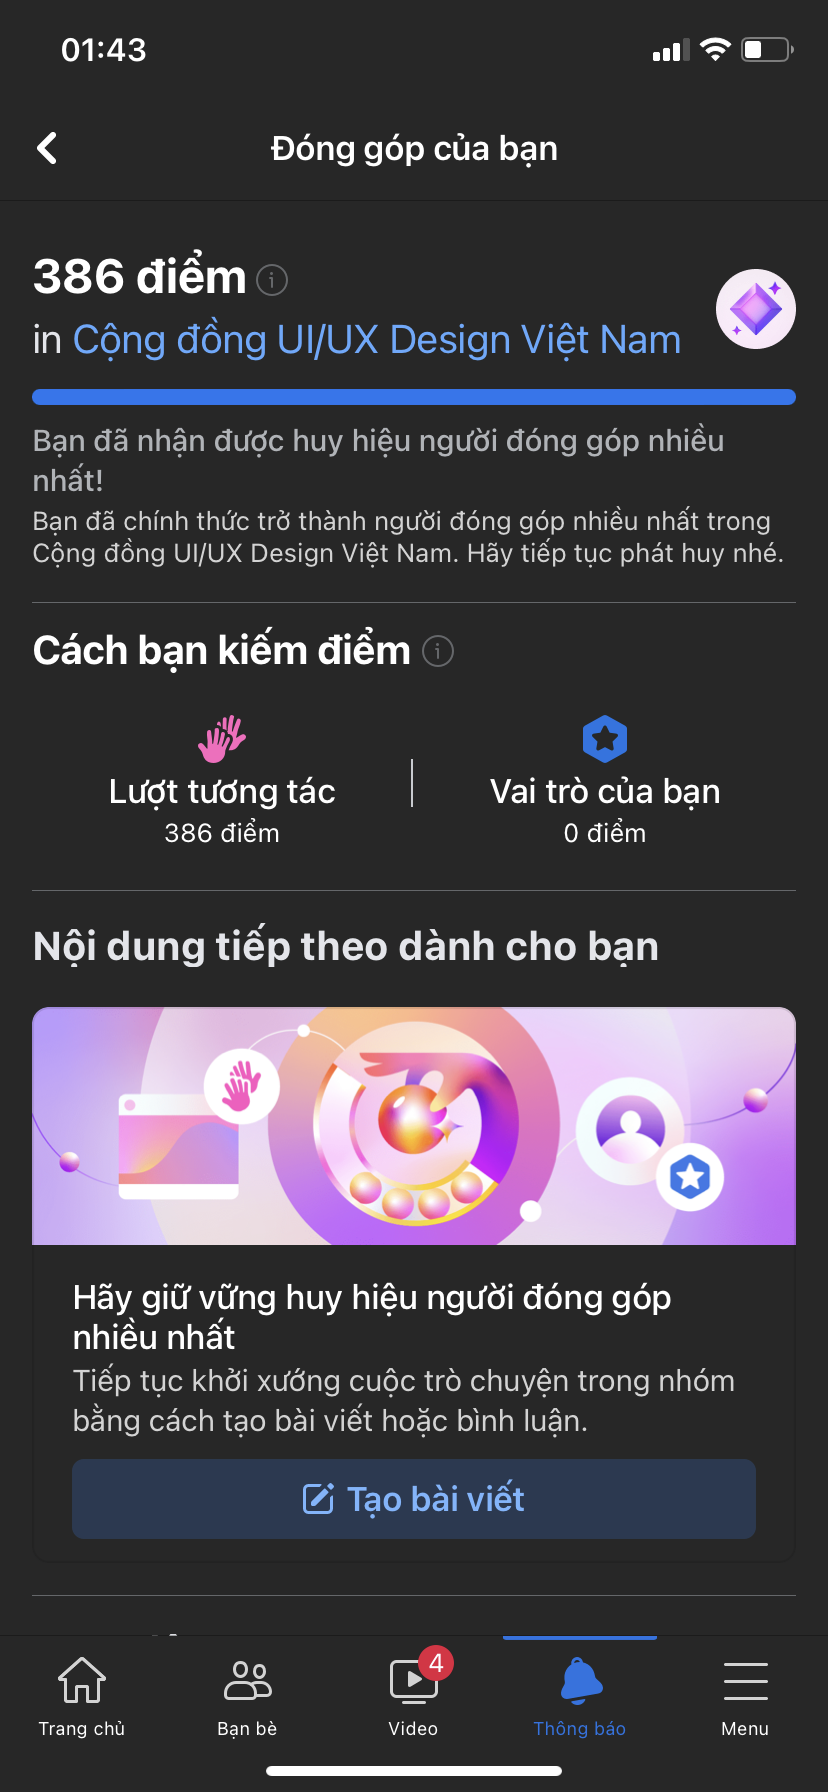 01:43
Đóng góp của bạn
386 điểm
in Cộng đồng UI/UX Design Việt Nam
Bạn đã nhận được huy hiệu người đóng góp nhiều
nhất!
Bạn đã chính thức trở thành người đóng góp nhiều nhất trong
Cộng đồng UI/UX Design Việt Nam. Hãy tiếp tục phát huy nhé.
Cách bạn kiếm điểm
Lượt tương tác
386 điểm
Vai trò của bạn
0 điểm
Nội dung tiếp theo dành cho bạn
Hãy giữ vững huy hiệu người đóng góp
nhiều nhất
Tiếp tục khởi xướng cuộc trò chuyện trong nhóm
bằng cách tạo bài viết hoặc bình luận.
Tạo bài viết
4
Trang chủ
Bạn bè
Video
Thông báo
Menu